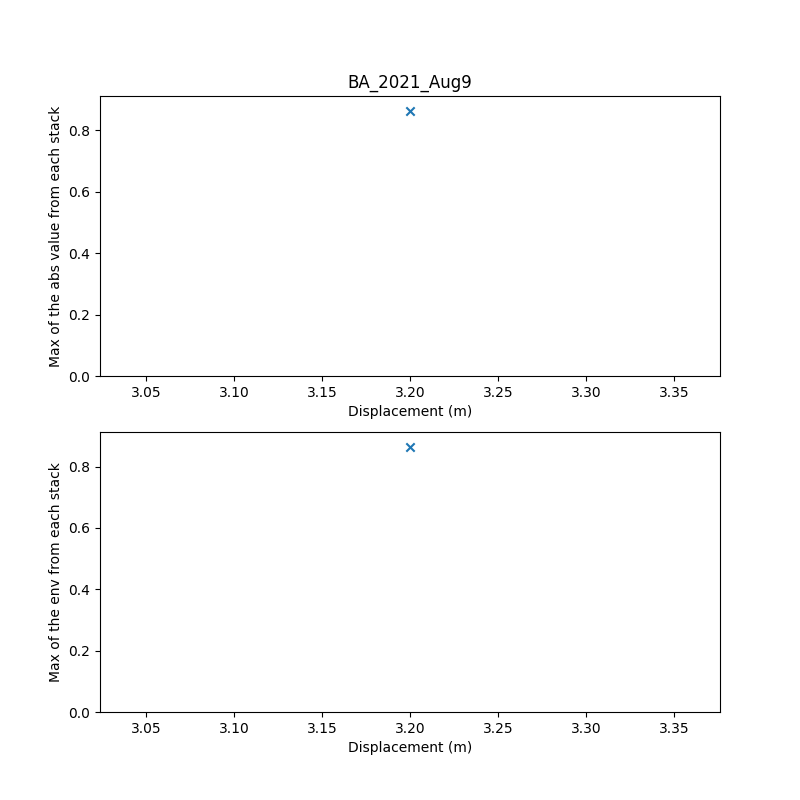 BA_2021_Aug9
Max of the abs value from each stack
0.8
0.6
0.4
0.2
0.0
3.05 3.10 3.15 3.20 3.25 3.30 3.35
Displacement (m)
Max of the env from each stack
0.8
0.6
0.4
0.2
0.0
3.05 3.10 3.15 3.20 3.25 3.30 3.35
Displacement (m)